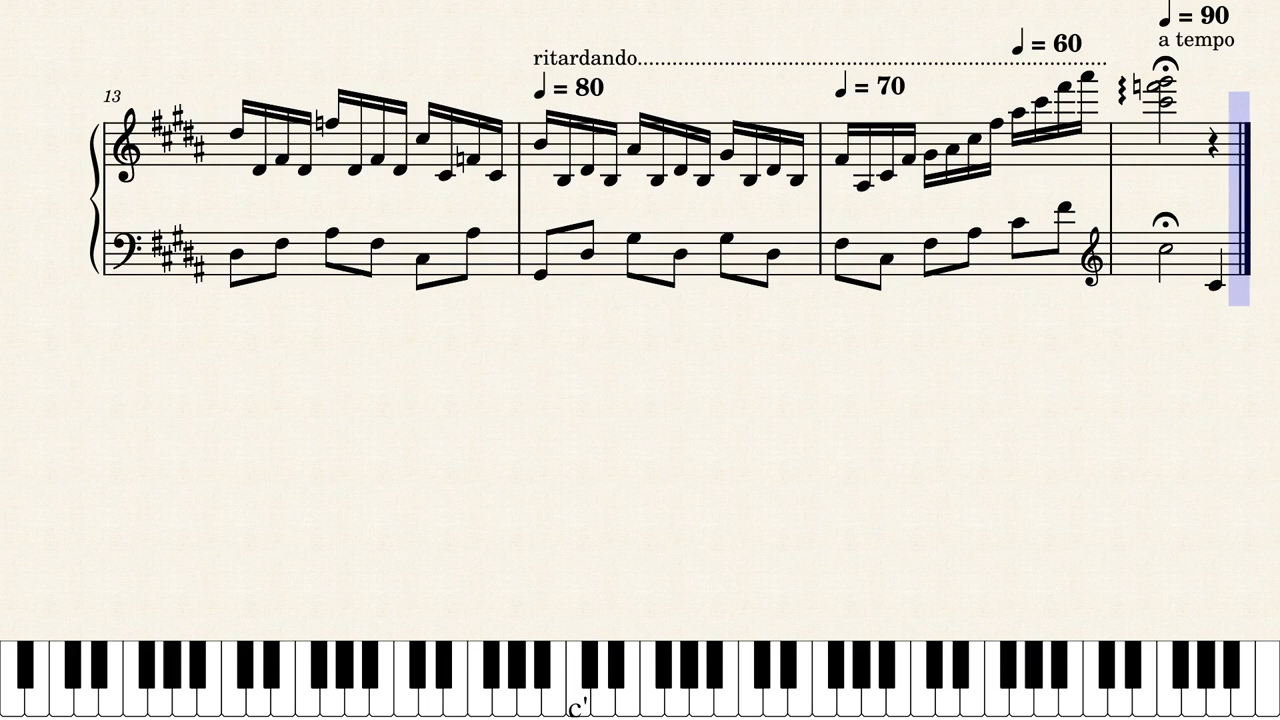 = 90
= 60
a tempo
ritardando
= 80
= 70
13
c'